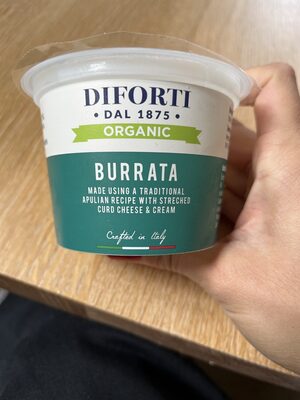 DIFORTI
• DAL 1875 •
ORGANIC
BURRATA
MADE USING A TRADITIONAL
APULIAN RECIPE WITH STRECHED
CURD CHEESE & CREAM
Crafted in Italy